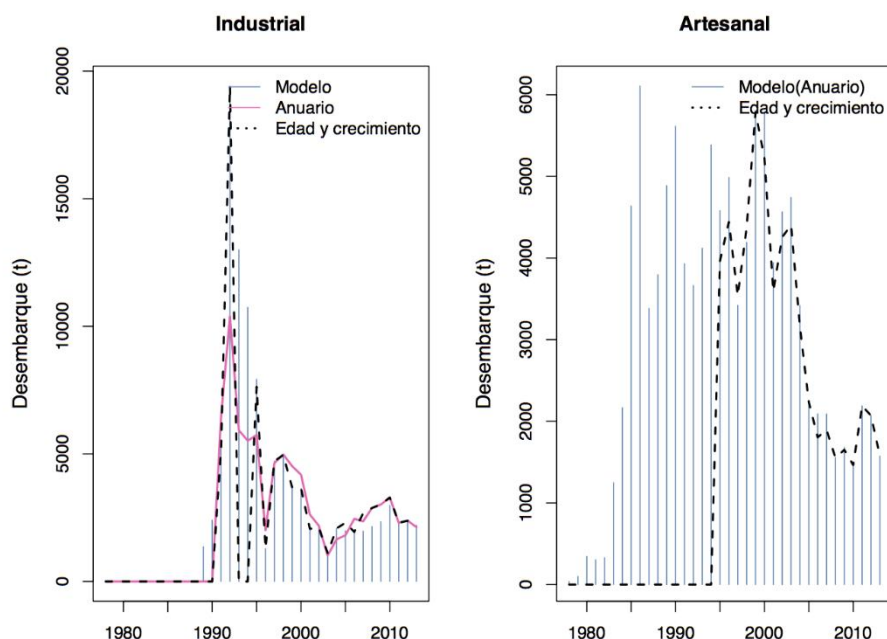 Industrial
Desembarque (t)
20000
15000
10000
5000
0
Modelo
Anuario
Edad y crecimiento
1980
1990
2000
2010
Artesanal
Desembarque (t)
6000
5000
4000
3000
2000
1000
0
Modelo(Anuario)
Edad y crecimiento
1980
1990
2000
2010